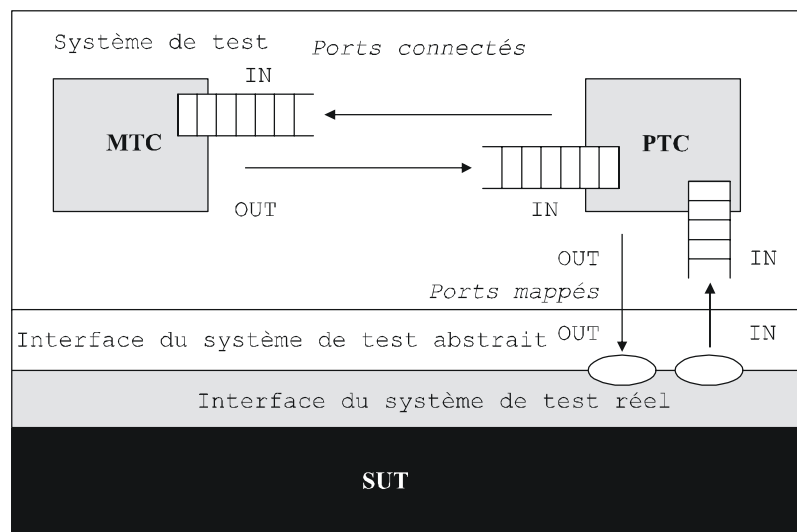 Système de test
Ports connectés
IN
MTC
PTC
OUT
IN
OUT
IN
Ports mappés
Interface du système de test abstrait
OUT
IN
Interface du système de test réel
SUT